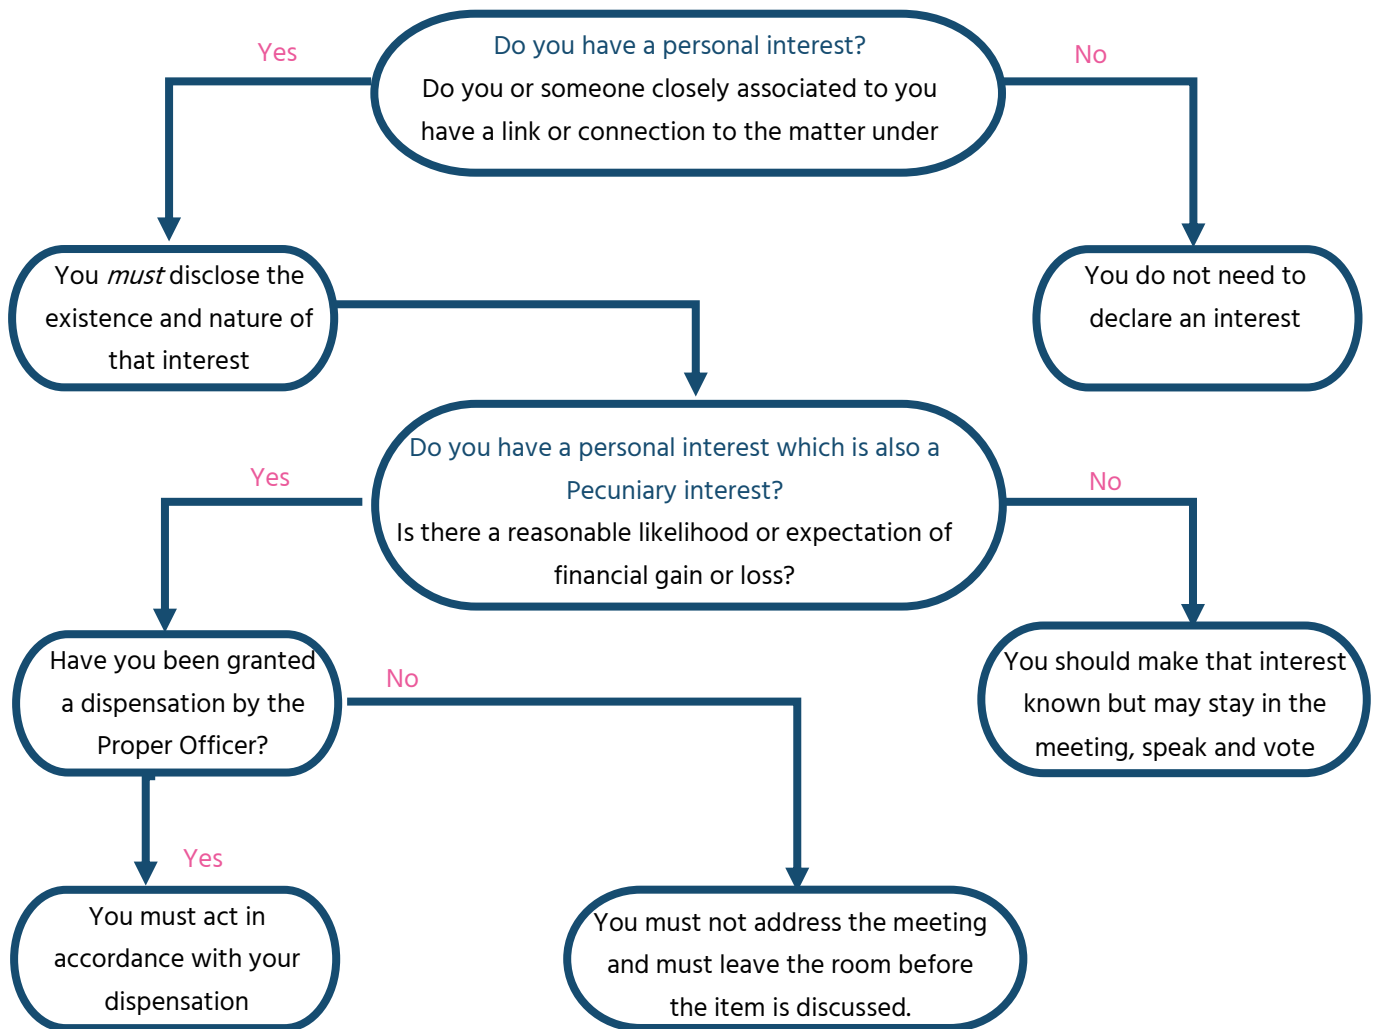 Do you have a personal interest?
Do you or someone closely associated to you
have a link or connection to the matter under
Yes
No
You must disclose the
existence and nature of
that interest
You do not need to
declare an interest
Do you have a personal interest which is also a
Pecuniary interest?
Is there a reasonable likelihood or expectation of
financial gain or loss?
Yes
No
Have you been granted
a dispensation by the
Proper Officer?
You should make that interest
known but may stay in the
meeting, speak and vote
No
Yes
You must act in
accordance with your
dispensation
You must not address the meeting
and must leave the room before
the item is discussed.